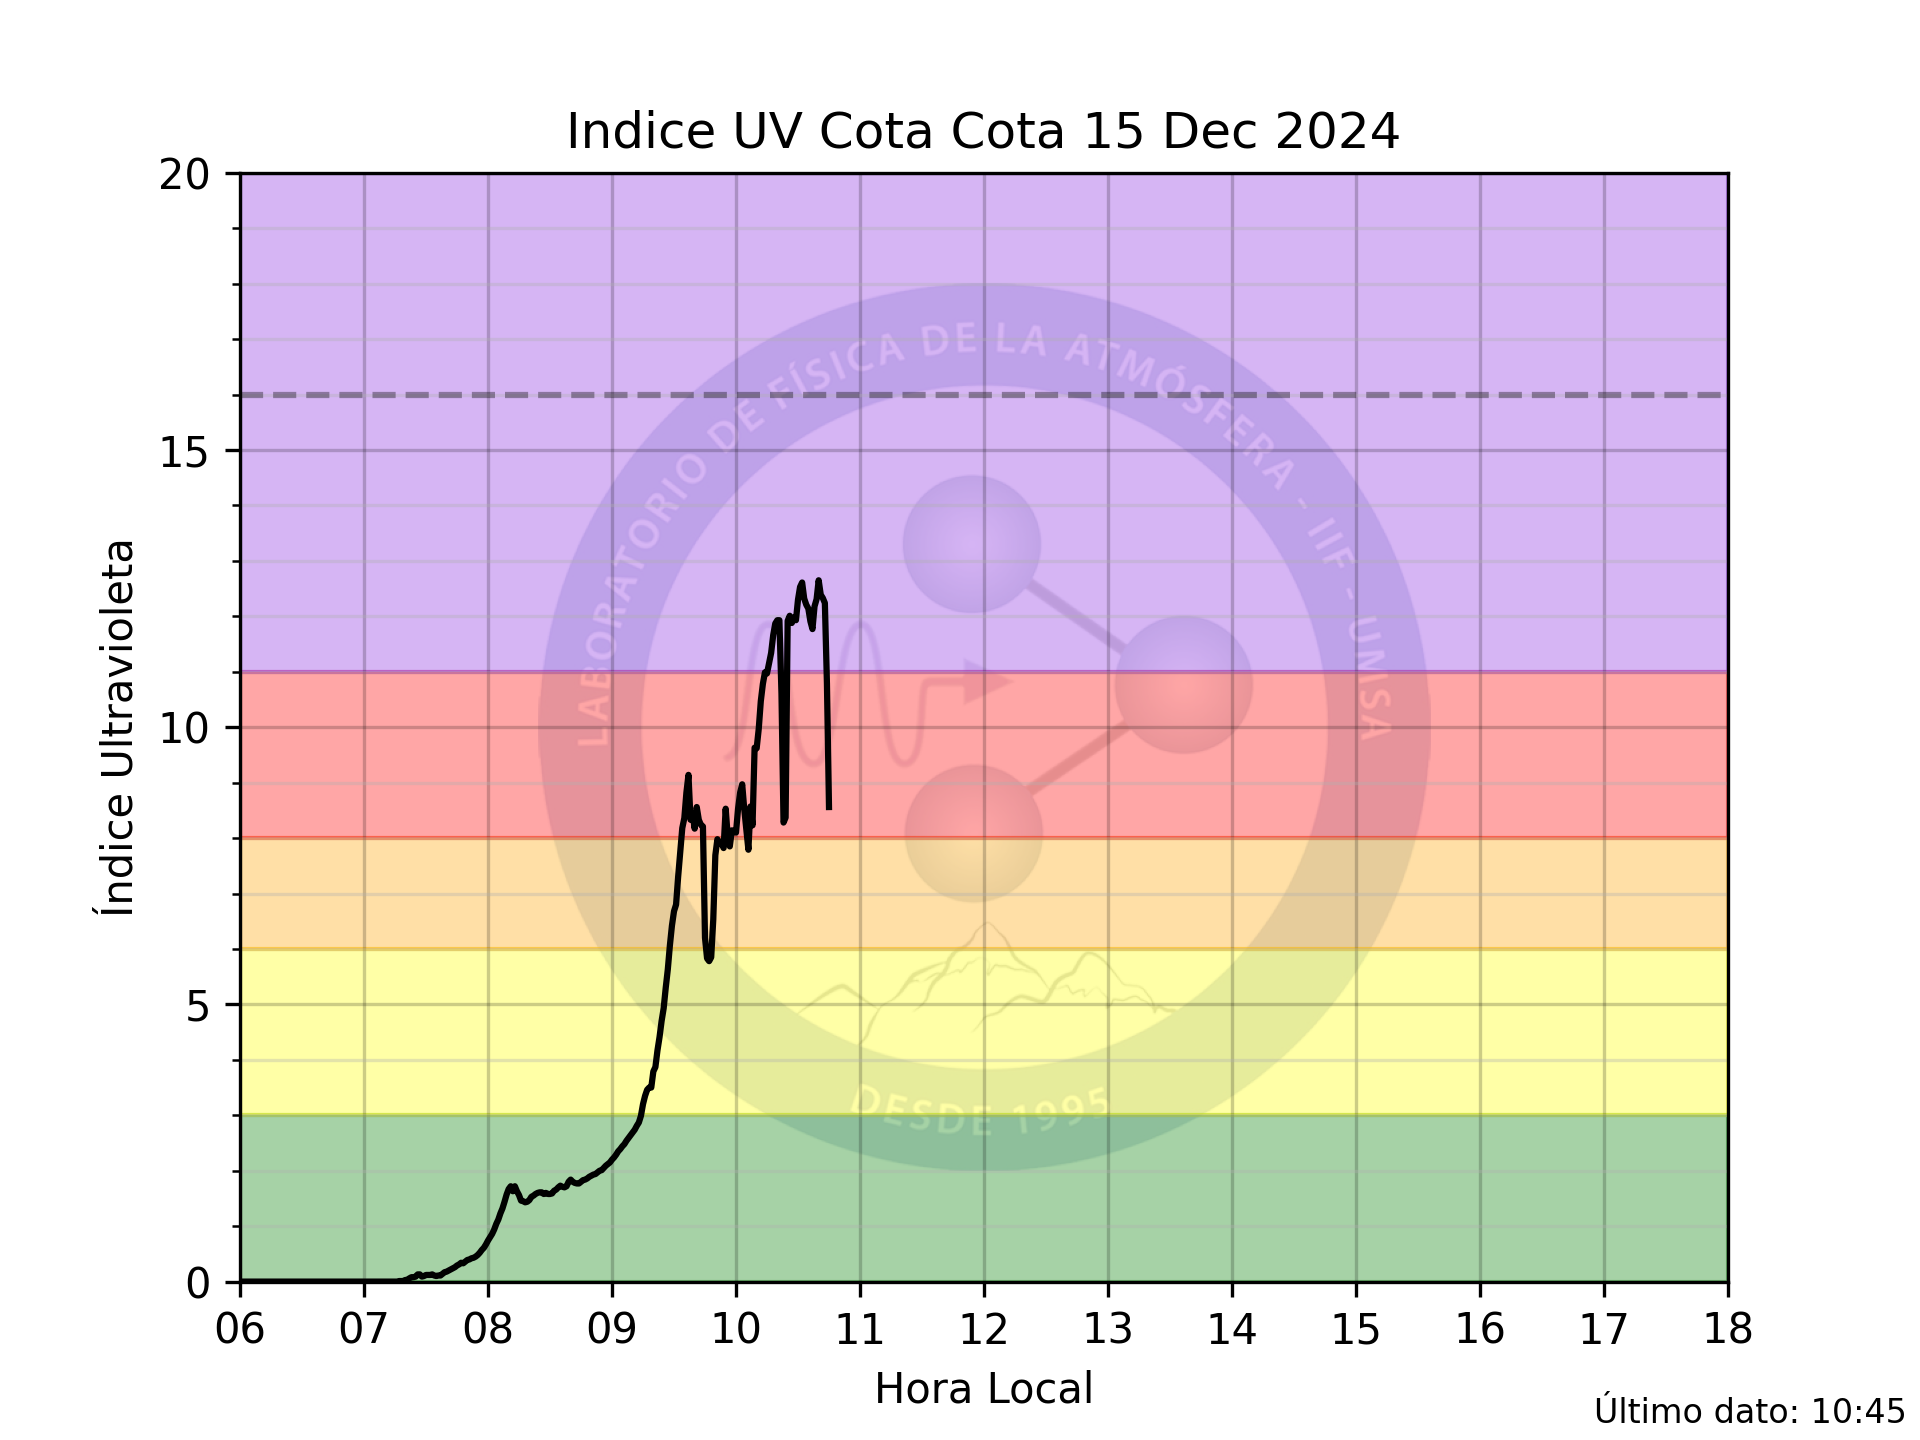 Indice UV Cota Cota 15 Dec 2024
20
15
10
5
0
Índice Ultravioleta
LABORATORIO DE FÍSICA DE LA ATMÓSFERA - IIF - UMSA
DESDE 1995
06 07 08 09 10 11 12 13 14 15 16 17 18
Hora Local
Último dato: 10:45